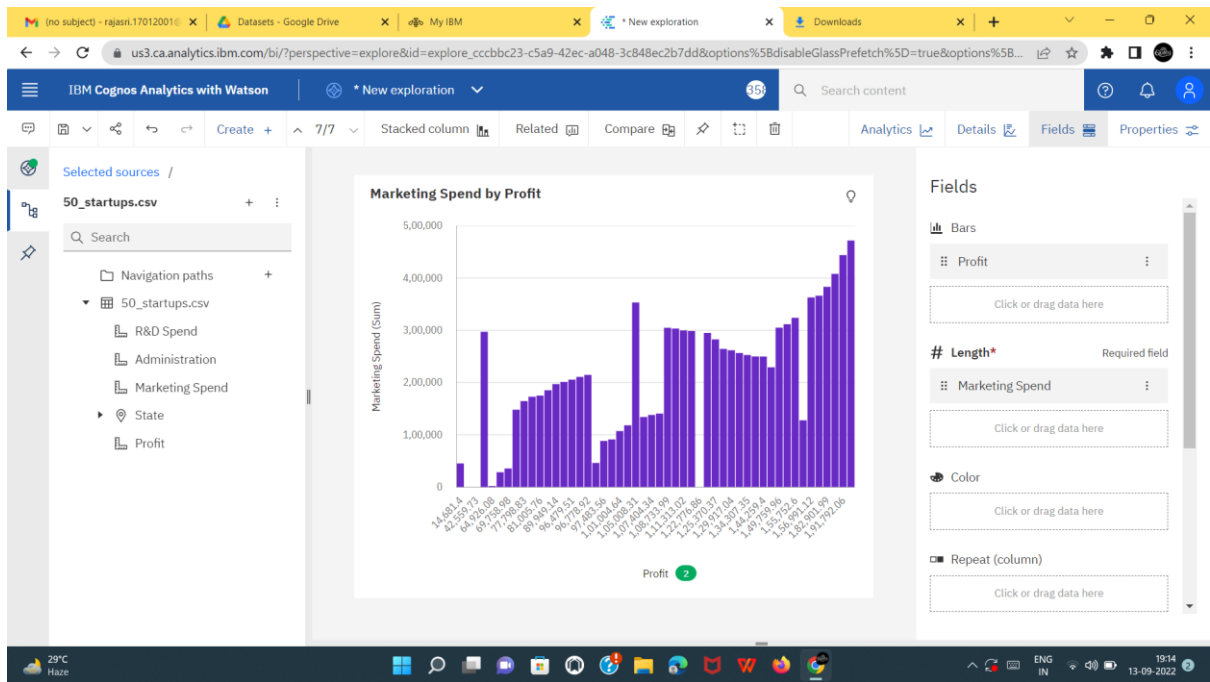 (no subject) - rajasri.17012001@
Datasets - Google Drive
My IBM
* New exploration
Downloads
us3.ca.analytics.ibm.com/bi/?perspective=explore&id=explore_cccbbc23-c5a9-42ec-a048-3c848ec2b7dd&options%5BdisableGlassPrefetch%5D=true&options%5B...
IBM Cognos Analytics with Watson
* New exploration
358
Search content
Create +
7/7
Stacked column
Related
Compare
Analytics
Details
Fields
Properties
Selected sources /
50_startups.csv
Search
Navigation paths
50_startups.csv
R&D Spend
Administration
Marketing Spend
State
Profit
Marketing Spend by Profit
5,00,000
4,00,000
3,00,000
2,00,000
1,00,000
0
Marketing Spend (Sum)
14,681.4
42,559.73
64,926.08
69,758.98
77,798.83
81,005.76
89,949.14
96,479.51
96,778.92
97,483.56
1,01,004.64
1,05,008.31
1,07,404.34
1,08,733.99
1,11,313.02
1,22,776.86
1,25,370.37
1,29,917.04
1,34,307.35
1,44,259.4
1,49,759.96
1,55,752.6
1,56,991.12
1,82,901.99
1,91,792.06
Profit 2
Fields
Bars
Profit
Click or drag data here
# Length*
Required field
Marketing Spend
Click or drag data here
Color
Click or drag data here
Repeat (column)
Click or drag data here
29°C
Haze
ENG
IN
19:14
13-09-2022
2